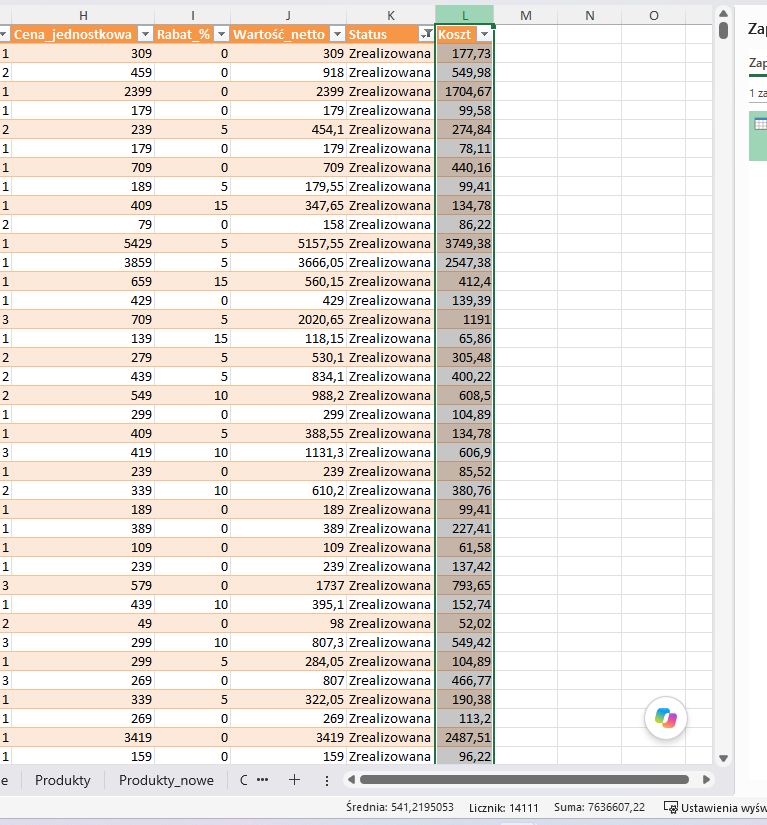 H I J K L M N O
Cena_jednostkowa Rabat_% Wartość_netto Status Koszt
1 309 0 309 Zrealizowana 177,73
2 459 0 918 Zrealizowana 549,98
1 2399 0 2399 Zrealizowana 1704,67
1 179 0 179 Zrealizowana 99,58
2 239 5 454,1 Zrealizowana 274,84
1 179 0 179 Zrealizowana 78,11
1 709 0 709 Zrealizowana 440,16
1 189 5 179,55 Zrealizowana 99,41
1 409 15 347,65 Zrealizowana 134,78
2 79 0 158 Zrealizowana 86,22
1 5429 5 5157,55 Zrealizowana 3749,38
1 3859 5 3666,05 Zrealizowana 2547,38
1 659 15 560,15 Zrealizowana 412,4
1 429 0 429 Zrealizowana 139,39
3 709 5 2020,65 Zrealizowana 1191
1 139 15 118,15 Zrealizowana 65,86
2 279 5 530,1 Zrealizowana 305,48
2 439 5 834,1 Zrealizowana 400,22
2 549 10 988,2 Zrealizowana 608,5
1 299 0 299 Zrealizowana 104,89
1 409 5 388,55 Zrealizowana 134,78
3 419 10 1131,3 Zrealizowana 606,9
1 239 0 239 Zrealizowana 85,52
2 339 10 610,2 Zrealizowana 380,76
1 189 0 189 Zrealizowana 99,41
1 389 0 389 Zrealizowana 227,41
1 109 0 109 Zrealizowana 61,58
1 239 0 239 Zrealizowana 137,42
3 579 0 1737 Zrealizowana 793,65
1 439 10 395,1 Zrealizowana 152,74
2 49 0 98 Zrealizowana 52,02
3 299 10 807,3 Zrealizowana 549,42
1 299 5 284,05 Zrealizowana 104,89
3 269 0 807 Zrealizowana 466,77
1 339 5 322,05 Zrealizowana 190,38
1 269 0 269 Zrealizowana 113,2
1 3419 0 3419 Zrealizowana 2487,51
1 159 0 159 Zrealizowana 96,22
Zap
Zap
1 za
e Produkty Produkty_nowe
Średnia: 541,2195053 Licznik: 14111 Suma: 7636607,22 Ustawienia wyśw